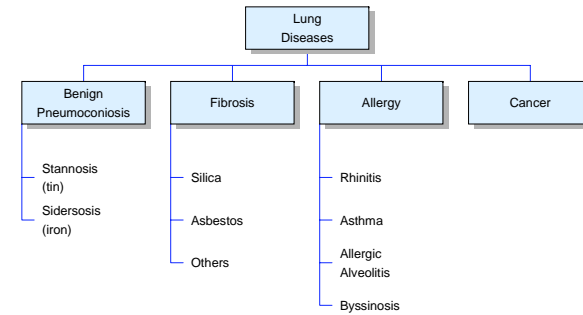 Lung
Diseases
Benign
Pneumoconiosis
Fibrosis
Allergy
Cancer
Stannosis
(tin)
Sidersosis
(iron)
Silica
Asbestos
Others
Rhinitis
Asthma
Allergic
Alveolitis
Byssinosis